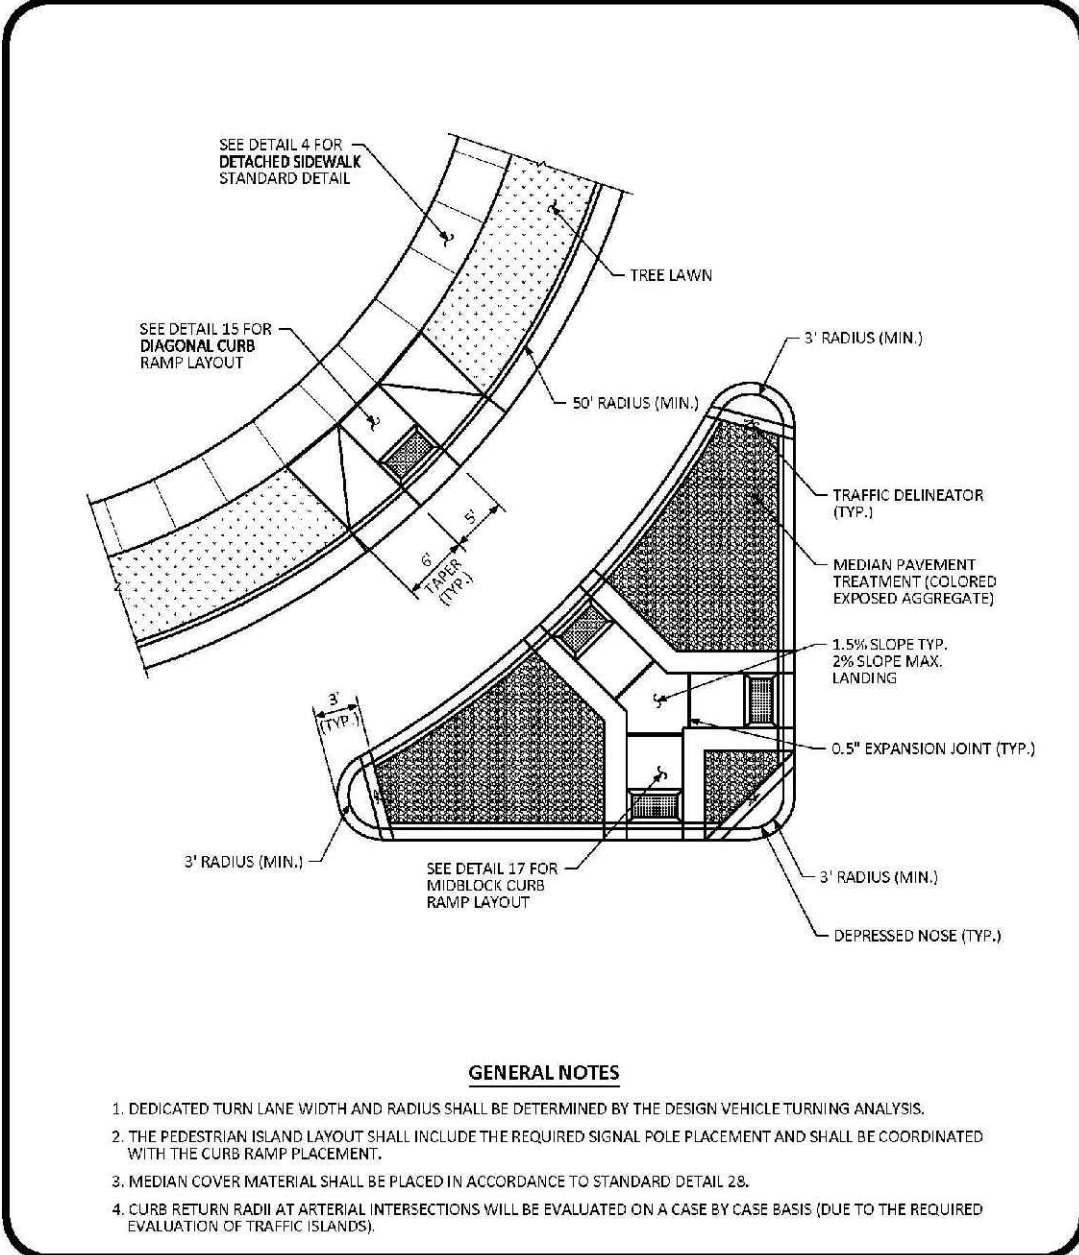 SEE DETAIL 4 FOR
DETACHED SIDEWALK
STANDARD DETAIL
TREE LAWN
SEE DETAIL 15 FOR
DIAGONAL CURB
RAMP LAYOUT
3' RADIUS (MIN.)
50' RADIUS (MIN.)
TRAFFIC DELINEATOR
(TYP.)
5'
6'
TAPER
(TYP.)
MEDIAN PAVEMENT
TREATMENT (COLORED
EXPOSED AGGREGATE)
1.5% SLOPE TYP.
2% SLOPE MAX.
LANDING
3'
(TYP.)
0.5" EXPANSION JOINT (TYP.)
3' RADIUS (MIN.)
SEE DETAIL 17 FOR
MIDBLOCK CURB
RAMP LAYOUT
3' RADIUS (MIN.)
DEPRESSED NOSE (TYP.)
GENERAL NOTES
1. DEDICATED TURN LANE WIDTH AND RADIUS SHALL BE DETERMINED BY THE DESIGN VEHICLE TURNING ANALYSIS.
2. THE PEDESTRIAN ISLAND LAYOUT SHALL INCLUDE THE REQUIRED SIGNAL POLE PLACEMENT AND SHALL BE COORDINATED
WITH THE CURB RAMP PLACEMENT.
3. MEDIAN COVER MATERIAL SHALL BE PLACED IN ACCORDANCE TO STANDARD DETAIL 28.
4. CURB RETURN RADII AT ARTERIAL INTERSECTIONS WILL BE EVALUATED ON A CASE BY CASE BASIS (DUE TO THE REQUIRED
EVALUATION OF TRAFFIC ISLANDS).